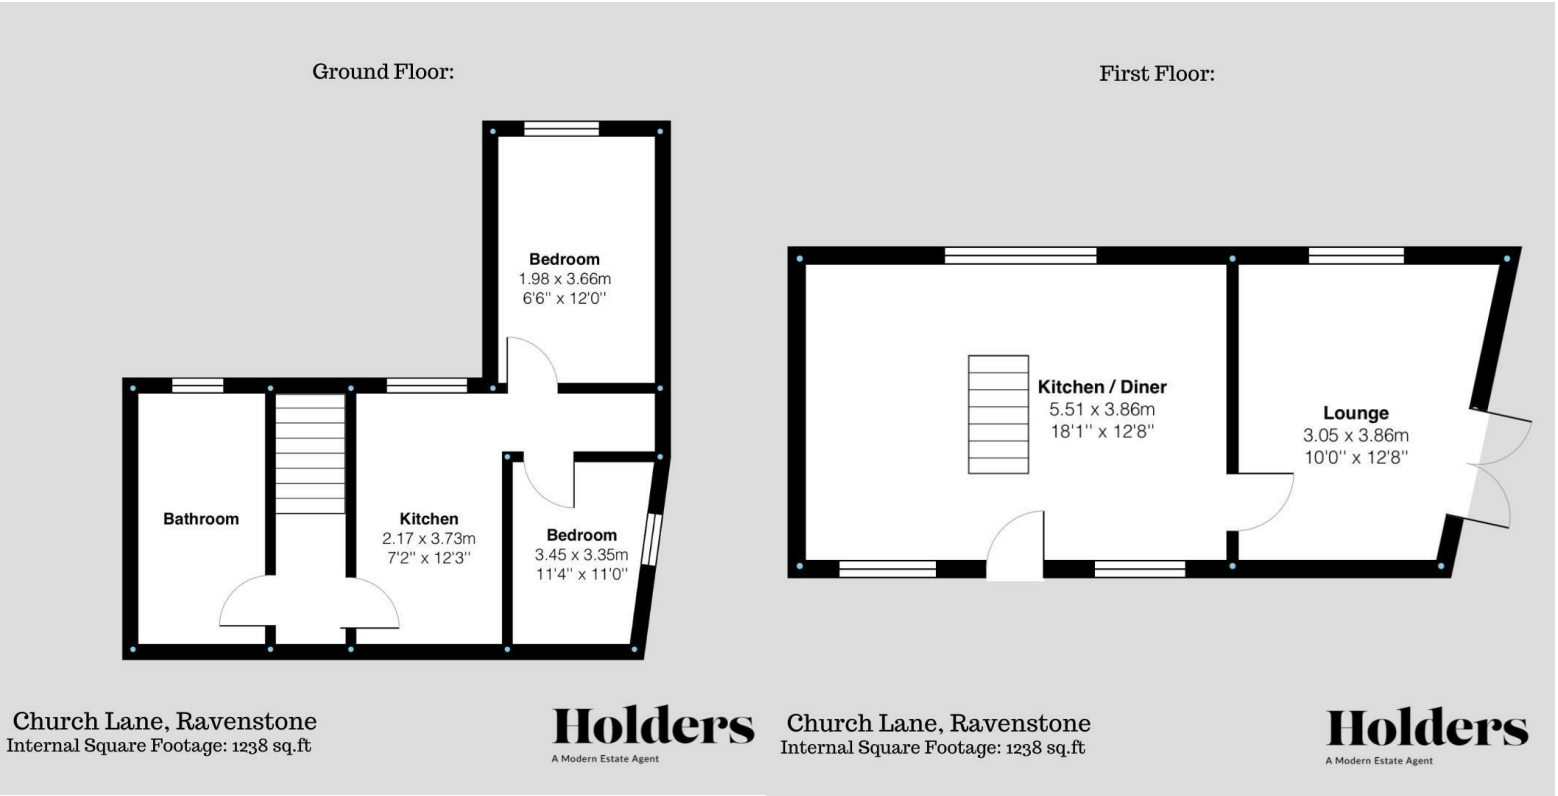 Ground Floor:
Bedroom
1.98 x 3.66m
6'6'' x 12'0''
Bathroom
Kitchen
2.17 x 3.73m
7'2'' x 12'3''
Bedroom
3.45 x 3.35m
11'4'' x 11'0''
Church Lane, Ravenstone
Internal Square Footage: 1238 sq.ft
Holders
A Modern Estate Agent
First Floor:
Kitchen / Diner
5.51 x 3.86m
18'1'' x 12'8''
Lounge
3.05 x 3.86m
10'0'' x 12'8''
Church Lane, Ravenstone
Internal Square Footage: 1238 sq.ft
Holders
A Modern Estate Agent